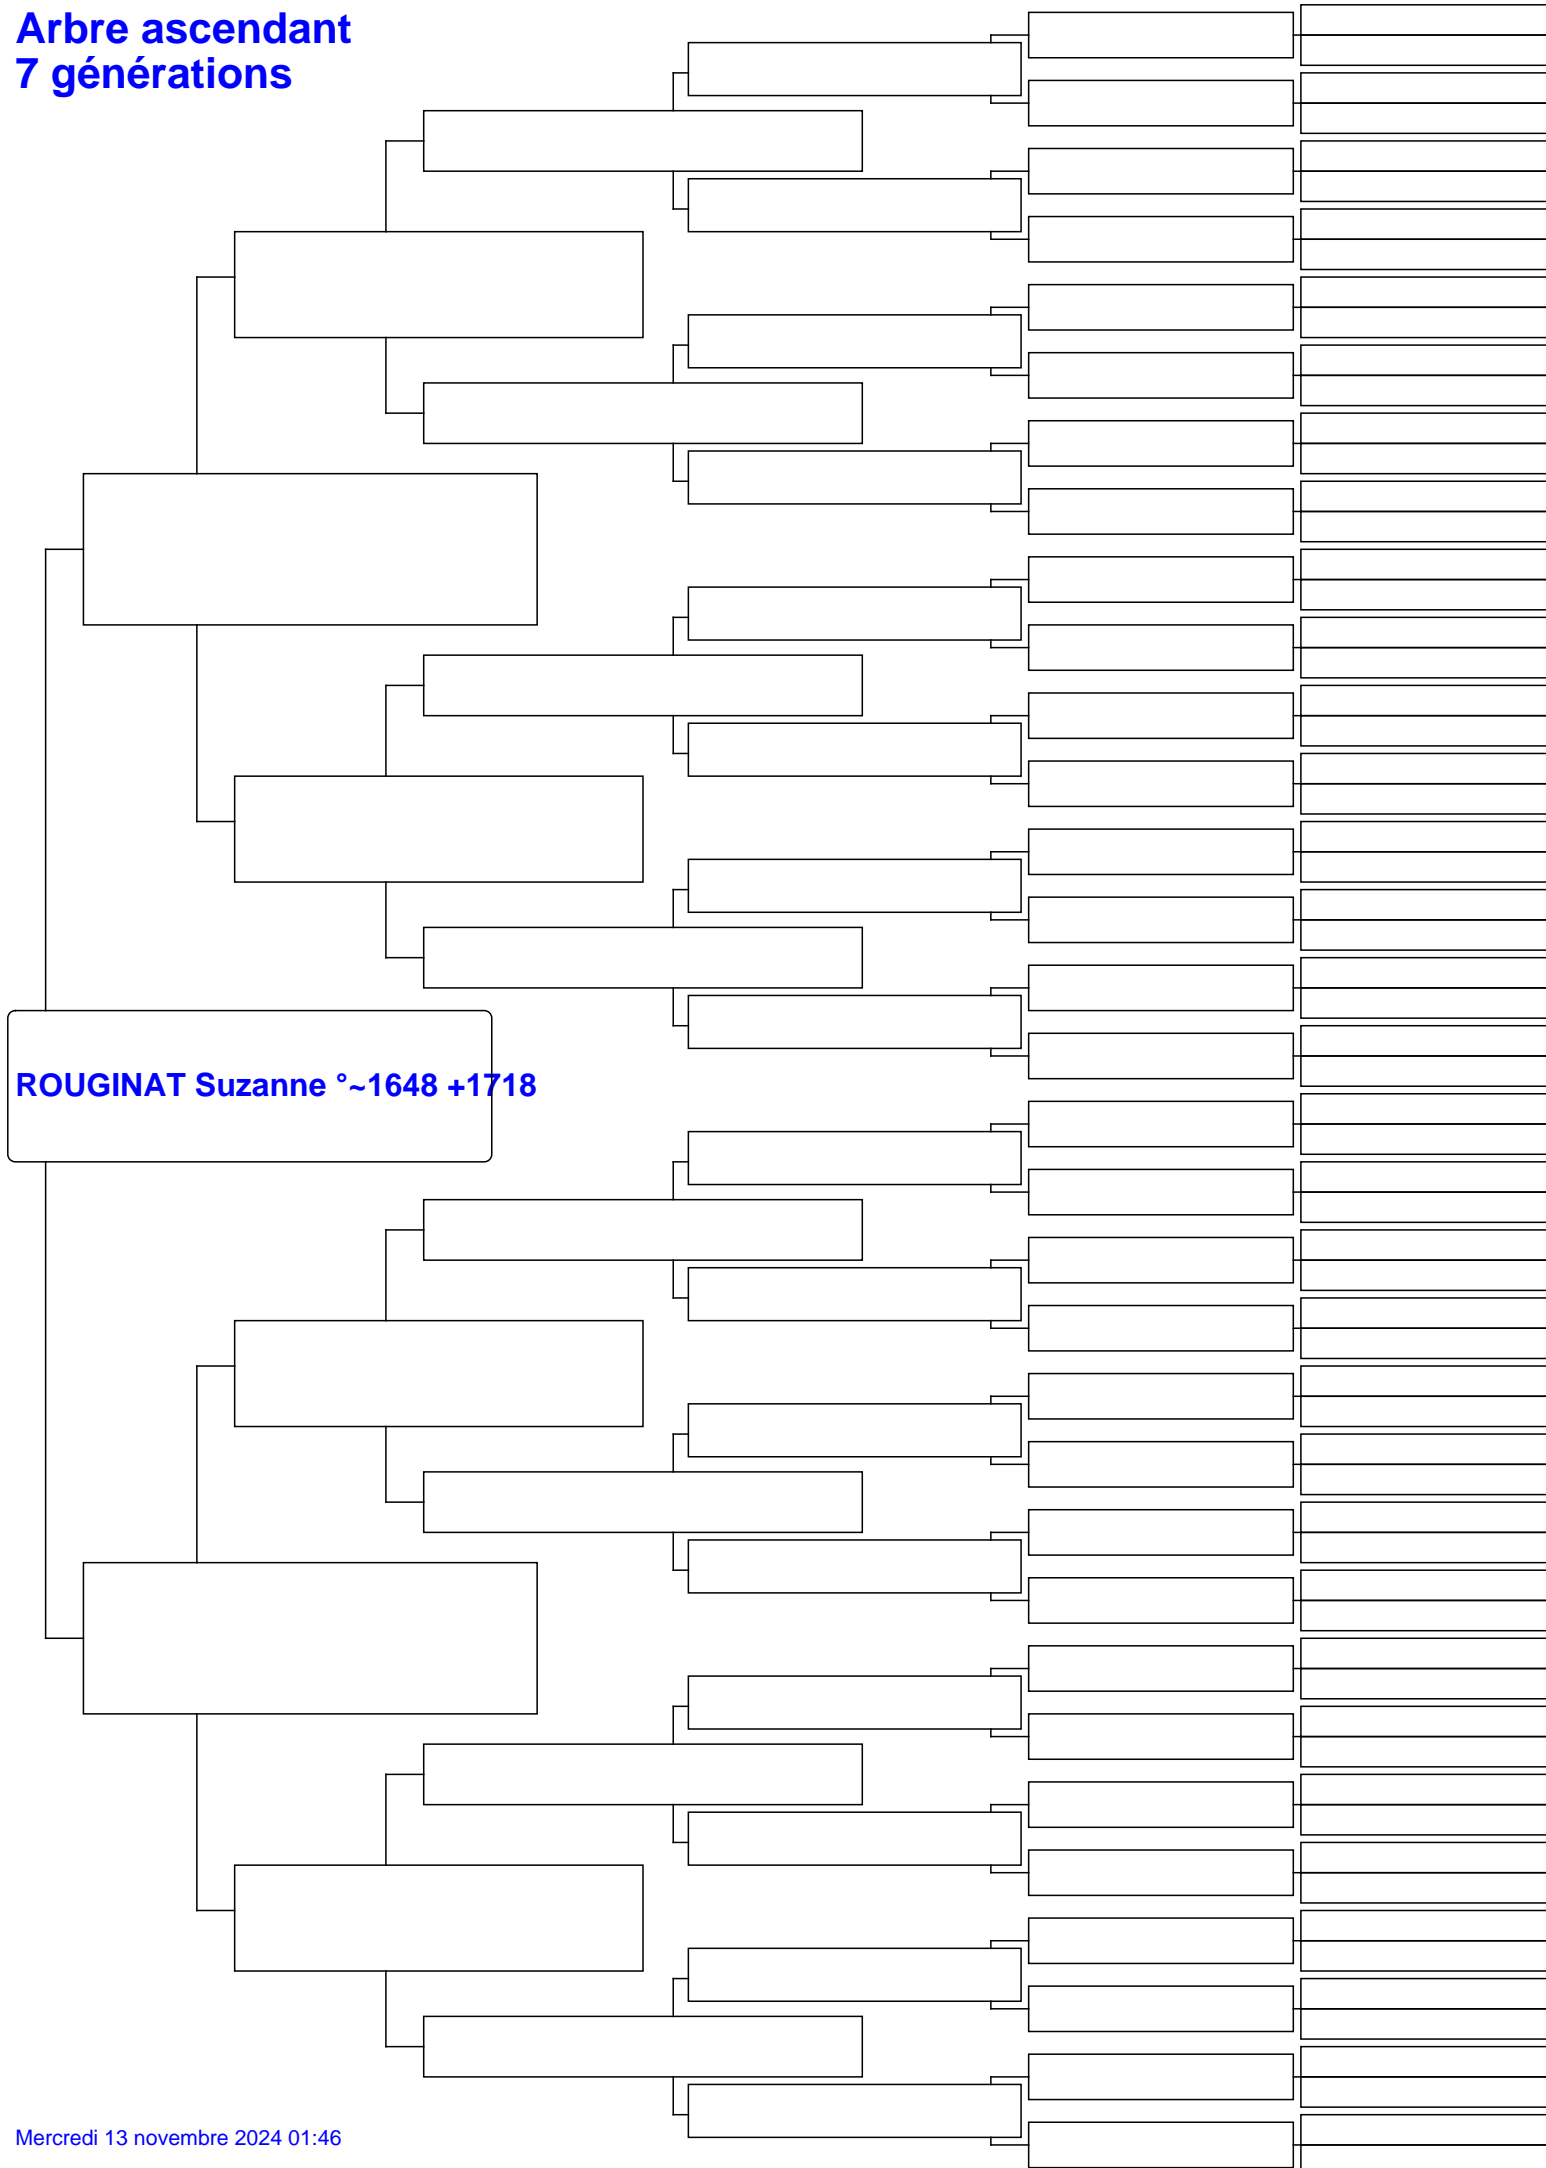 Arbre ascendant
7 générations
ROUGINAT Suzanne °~1648 +1718
Mercredi 13 novembre 2024 01:46